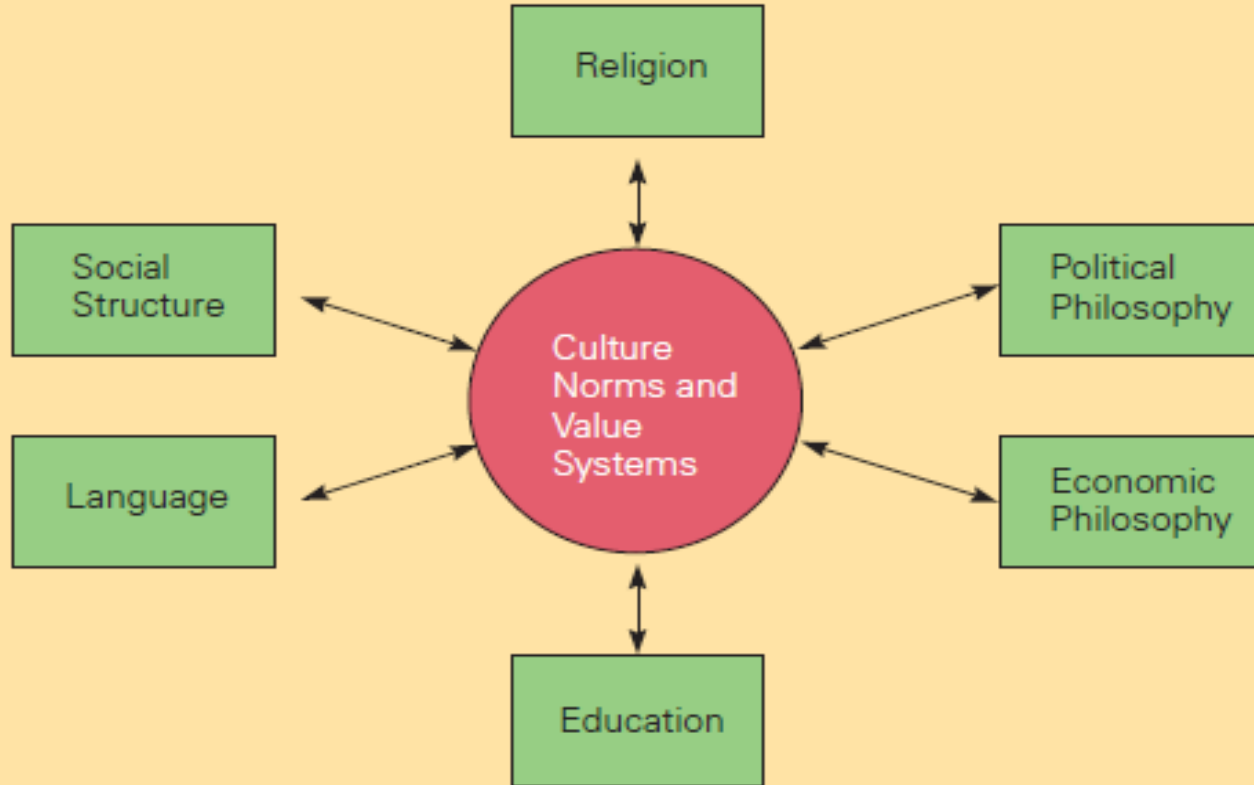 Religion
Social
Structure
Political
Philosophy
Culture
Norms and
Value
Systems
Language
Economic
Philosophy
Education